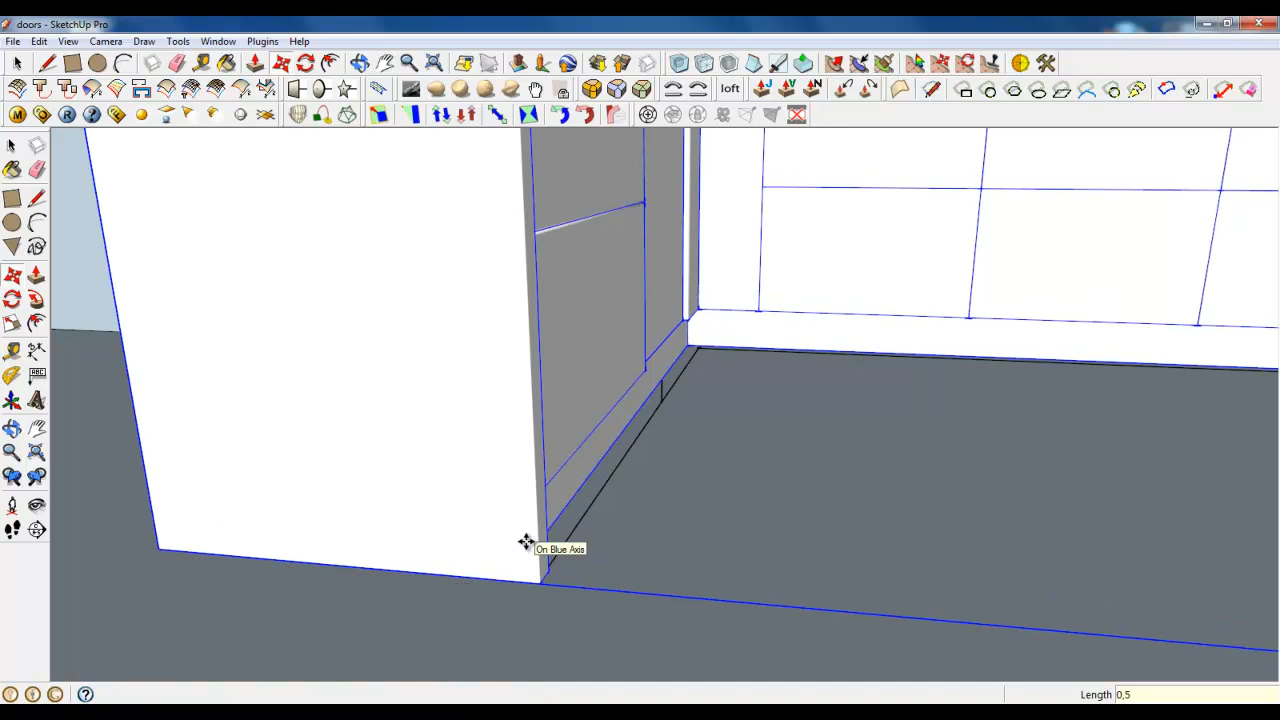 doors - SketchUp Pro
File Edit View Camera Draw Tools Window Plugins Help
loft
ABC
On Blue Axis
Length 0,5